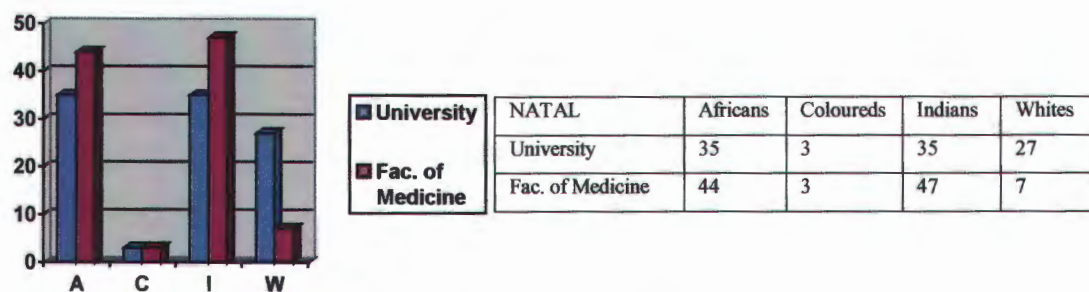 50
40
30
20
10
0
A C I W
University
Fac. of
Medicine
NATAL Africans Coloureds Indians Whites
University 35 3 35 27
Fac. of Medicine 44 3 47 7